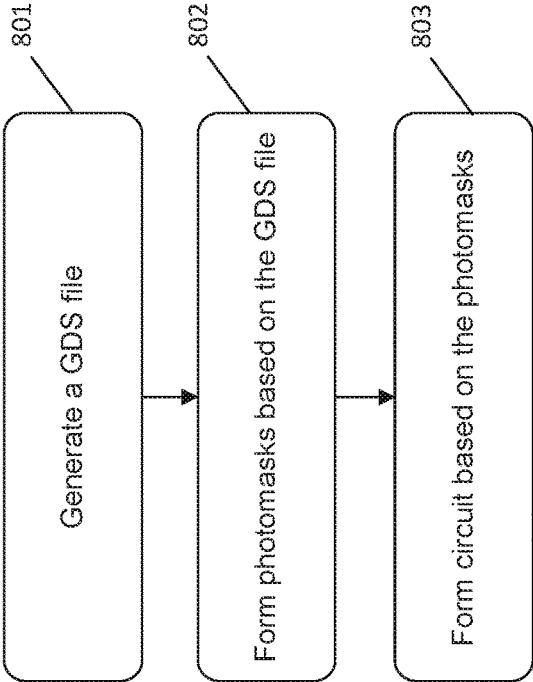 801
Generate a GDS file
802
Form photomasks based on the GDS file
803
Form circuit based on the photomasks